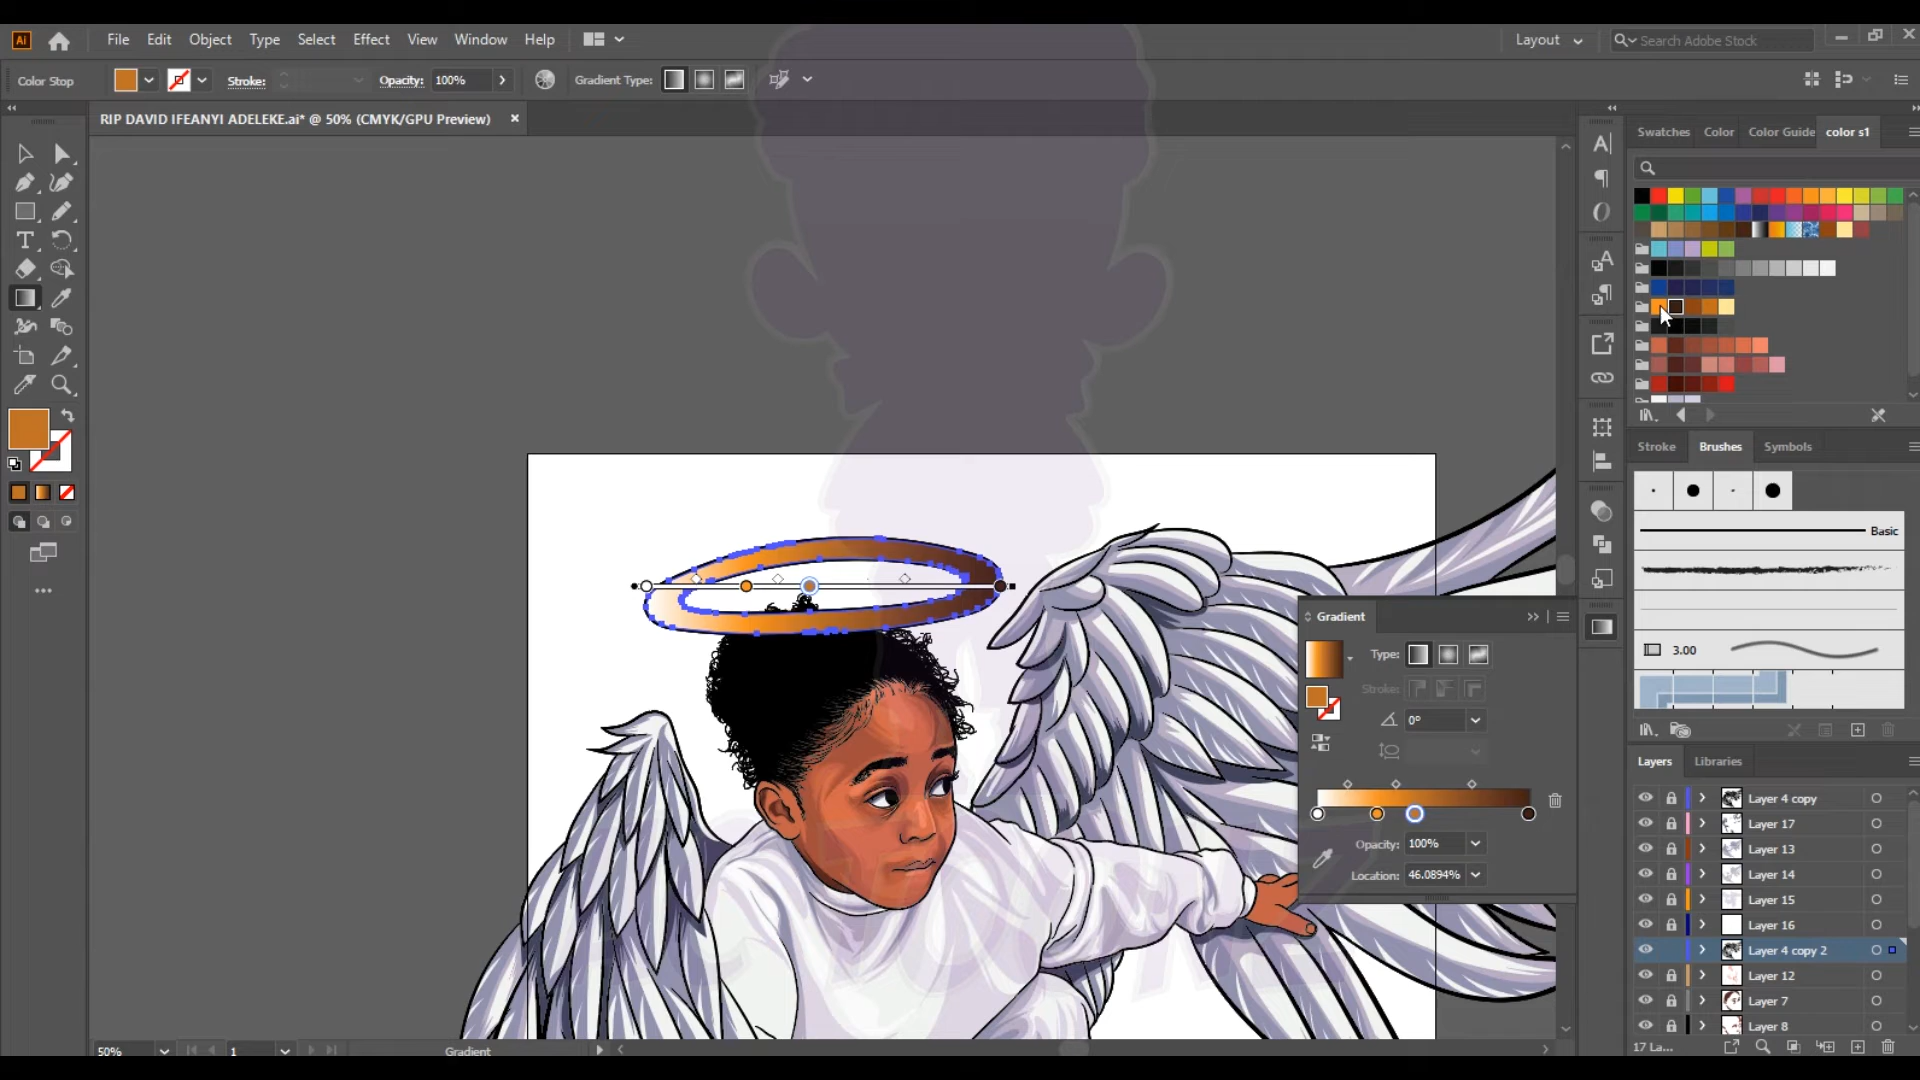 Ai File Edit Object Type Select Effect View Window Help Layout Search Adobe Stock
Color Stop Stroke: Opacity: 100% Gradient Type:
RIP DAVID IFEANYI ADELEKE.ai* @ 50% (CMYK/GPU Preview)
Swatches Color Color Guide color s1
Stroke Brushes Symbols
Basic
3.00
Gradient
Type:
Stroke:
0°
Opacity: 100%
Location: 46.0894%
Layers Libraries
Layer 4 copy
Layer 17
Layer 13
Layer 14
Layer 15
Layer 16
Layer 4 copy 2
Layer 12
Layer 7
Layer 8
17 La...
50% 1 Gradient